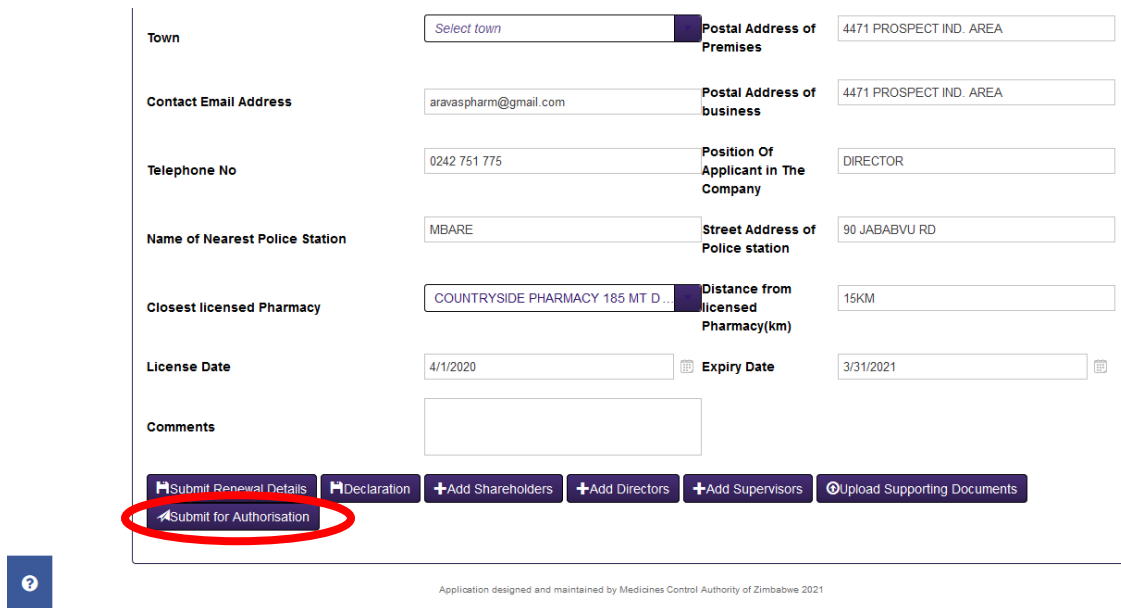 Town
Select town
Postal Address of
Premises
4471 PROSPECT IND. AREA
Contact Email Address
aravaspharm@gmail.com
Postal Address of
business
4471 PROSPECT IND. AREA
Telephone No
0242 751 775
Position Of
Applicant in The
Company
DIRECTOR
Name of Nearest Police Station
MBARE
Street Address of
Police station
90 JABABVU RD
Closest licensed Pharmacy
COUNTRYSIDE PHARMACY 185 MT D ...
Distance from
licensed
Pharmacy(km)
15KM
License Date
4/1/2020
Expiry Date
3/31/2021
Comments
Submit Renewal Details
Declaration
+Add Shareholders
+Add Directors
+Add Supervisors
Upload Supporting Documents
Submit for Authorisation
?
Application designed and maintained by Medicines Control Authority of Zimbabwe 2021